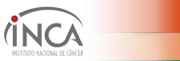 INCA
INSTITUTO NACIONAL DE CÂNCER